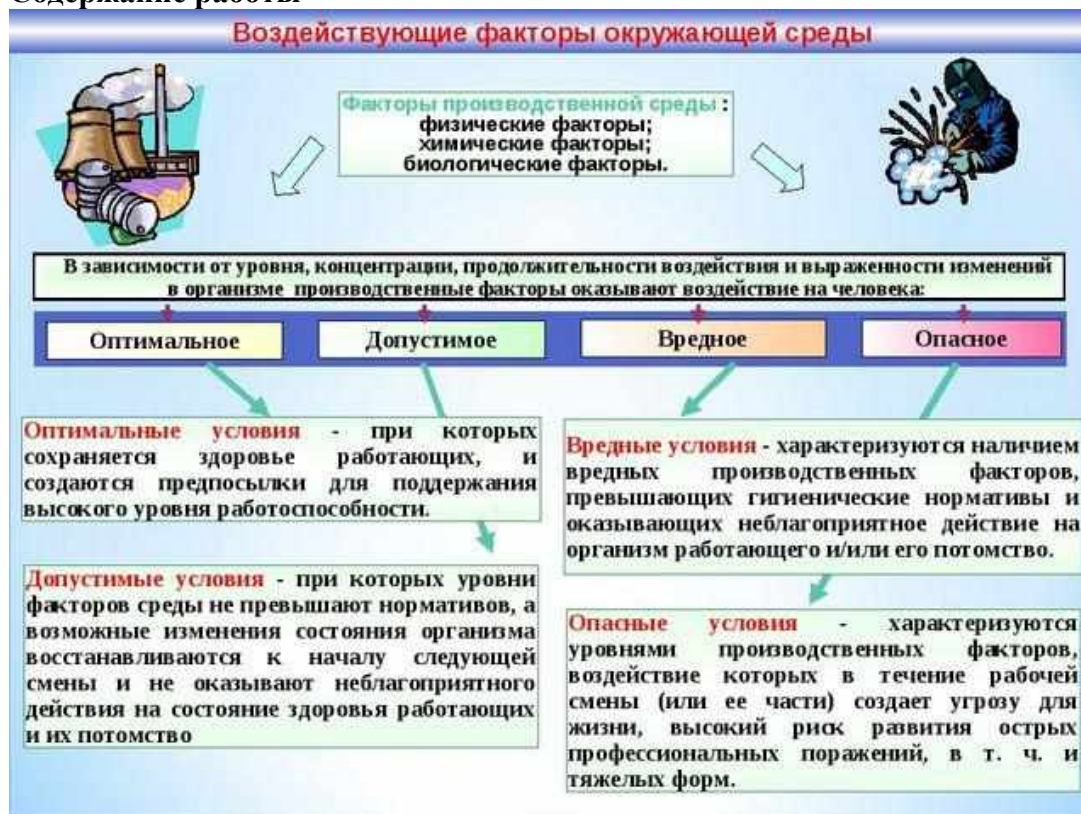 Содержание работы
Воздействующие факторы окружающей среды
Факторы производственной среды :
физические факторы;
химические факторы;
биологические факторы.
В зависимости от уровня, концентрации, продолжительности воздействия и выраженности изменений
в организме производственные факторы оказывают воздействие на человека:
Оптимальное
Допустимое
Вредное
Опасное
Оптимальные условия - при которых
сохраняется здоровье работающих, и
создаются предпосылки для поддержания
высокого уровня работоспособности.
Допустимые условия - при которых уровни
факторов среды не превышают нормативов, а
возможные изменения состояния организма
восстанавливаются к началу следующей
смены и не оказывают неблагоприятного
действия на состояние здоровья работающих
и их потомство
Вредные условия - характеризуются наличием
вредных производственных факторов,
превышающих гигиенические нормативы и
оказывающих неблагоприятное действие на
организм работающего и/или его потомство.
Опасные условия - характеризуются
уровнями производственных факторов,
воздействие которых в течение рабочей
смены (или ее части) создает угрозу для
жизни, высокий риск развития острых
профессиональных поражений, в т. ч. и
тяжелых форм.